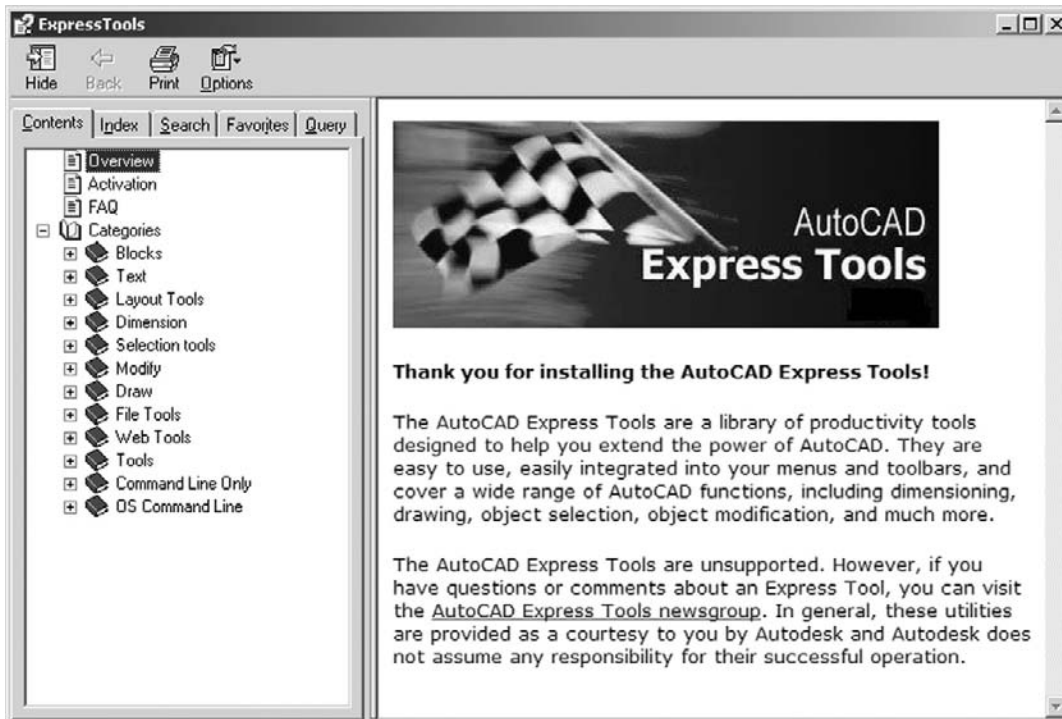 ExpressTools
Hide
Back
Print
Options
Contents
Index
Search
Favorites
Query
Overview
Activation
FAQ
Categories
Blocks
Text
Layout Tools
Dimension
Selection tools
Modify
Draw
File Tools
Web Tools
Tools
Command Line Only
OS Command Line
AutoCAD
Express Tools
Thank you for installing the AutoCAD Express Tools!
The AutoCAD Express Tools are a library of productivity tools
designed to help you extend the power of AutoCAD. They are
easy to use, easily integrated into your menus and toolbars, and
cover a wide range of AutoCAD functions, including dimensioning,
drawing, object selection, object modification, and much more.
The AutoCAD Express Tools are unsupported. However, if you
have questions or comments about an Express Tool, you can visit
the AutoCAD Express Tools newsgroup. In general, these utilities
are provided as a courtesy to you by Autodesk and Autodesk does
not assume any responsibility for their successful operation.